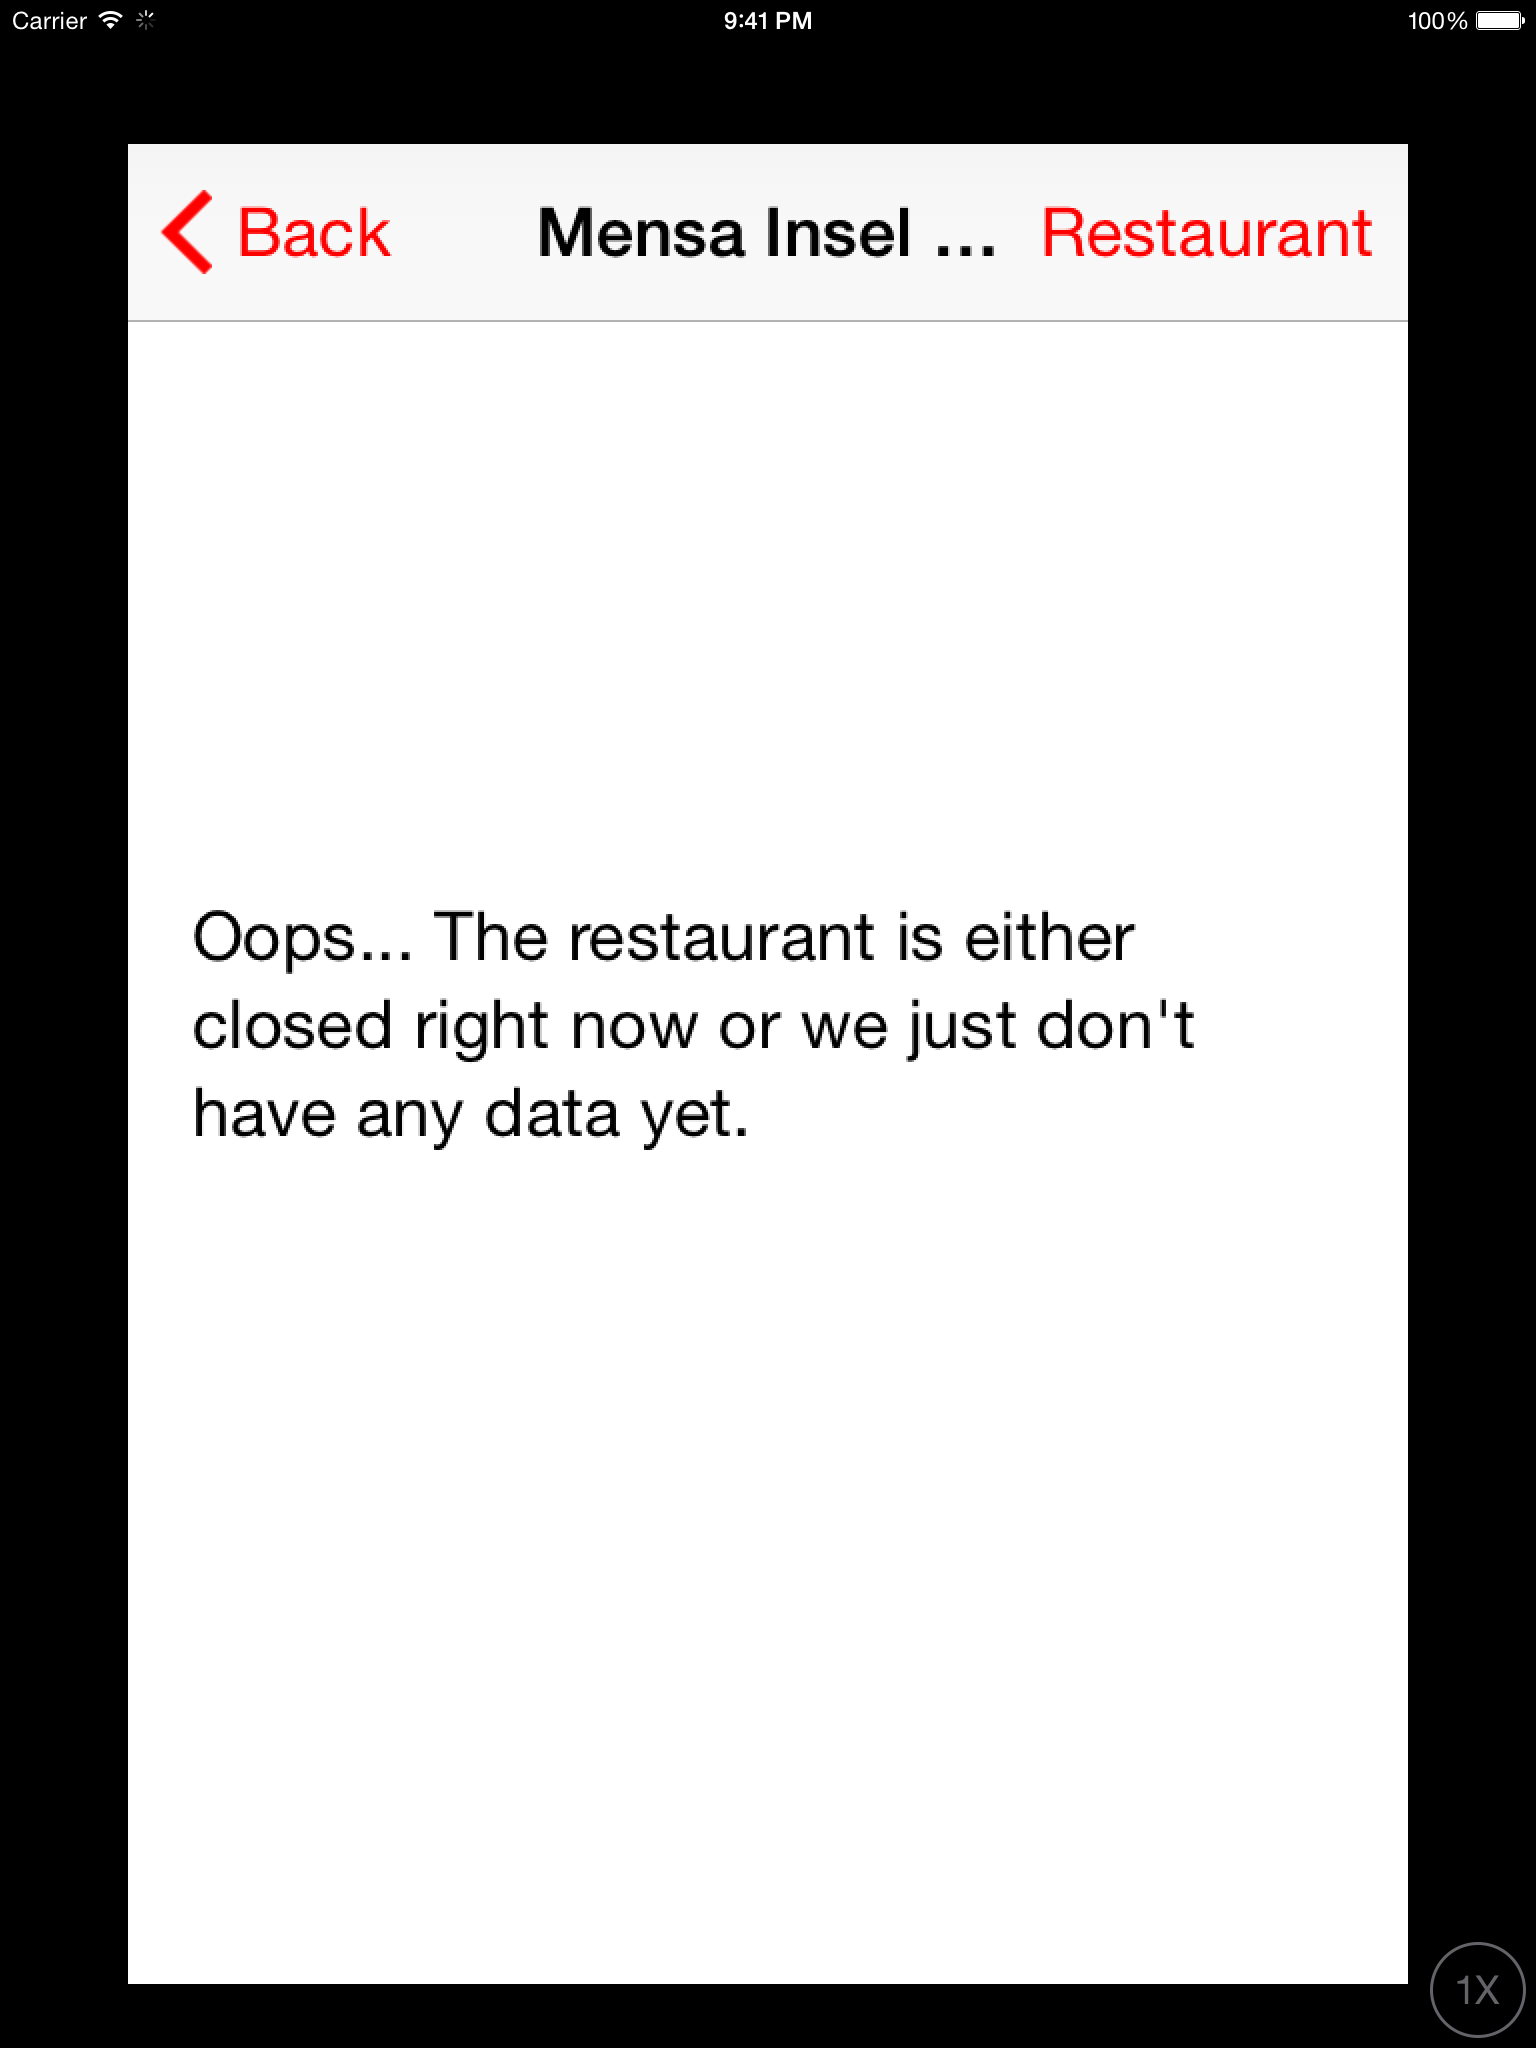 Carrier 9:41 PM 100%
Back Mensa Insel ... Restaurant
Oops... The restaurant is either
closed right now or we just don't
have any data yet.
1X